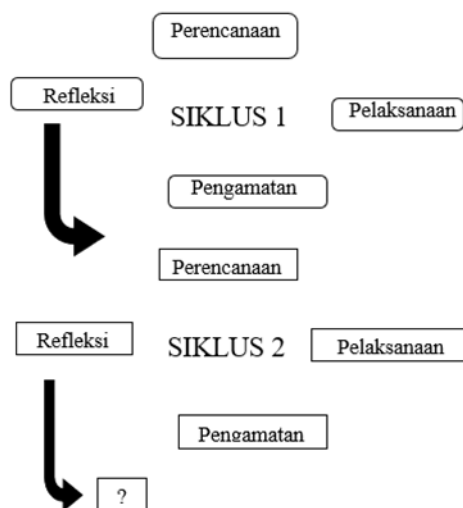 Perencanaan
Refleksi
SIKLUS 1
Pelaksanaan
Pengamatan
Perencanaan
Refleksi
SIKLUS 2
Pelaksanaan
Pengamatan
?